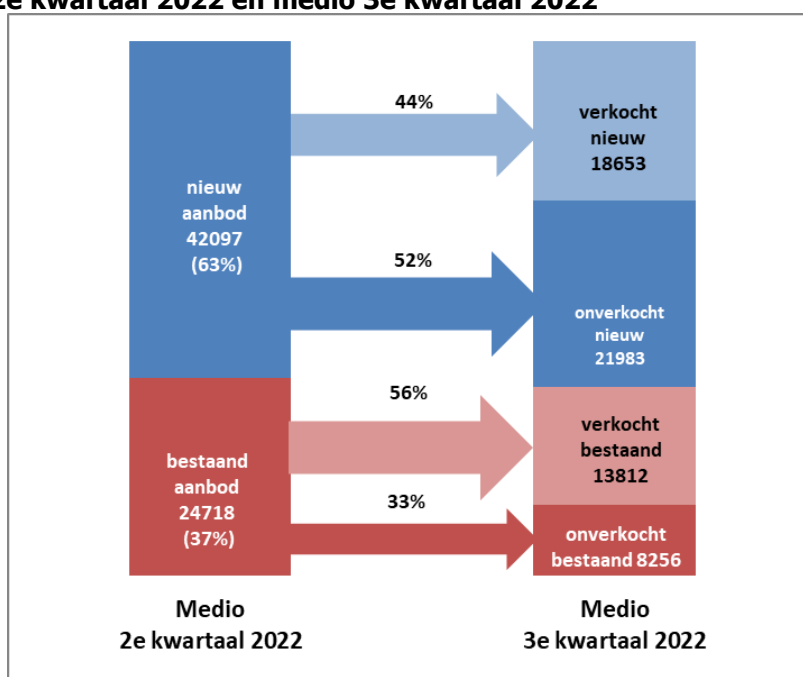 2e kwartaal 2022 en medio 3e kwartaal 2022
nieuw
aanbod
42097
(63%)
bestaand
aanbod
24718
(37%)
44%
52%
56%
33%
verkocht
nieuw
18653
onverkocht
nieuw
21983
verkocht
bestaand
13812
onverkocht
bestaand 8256
Medio
2e kwartaal 2022
Medio
3e kwartaal 2022